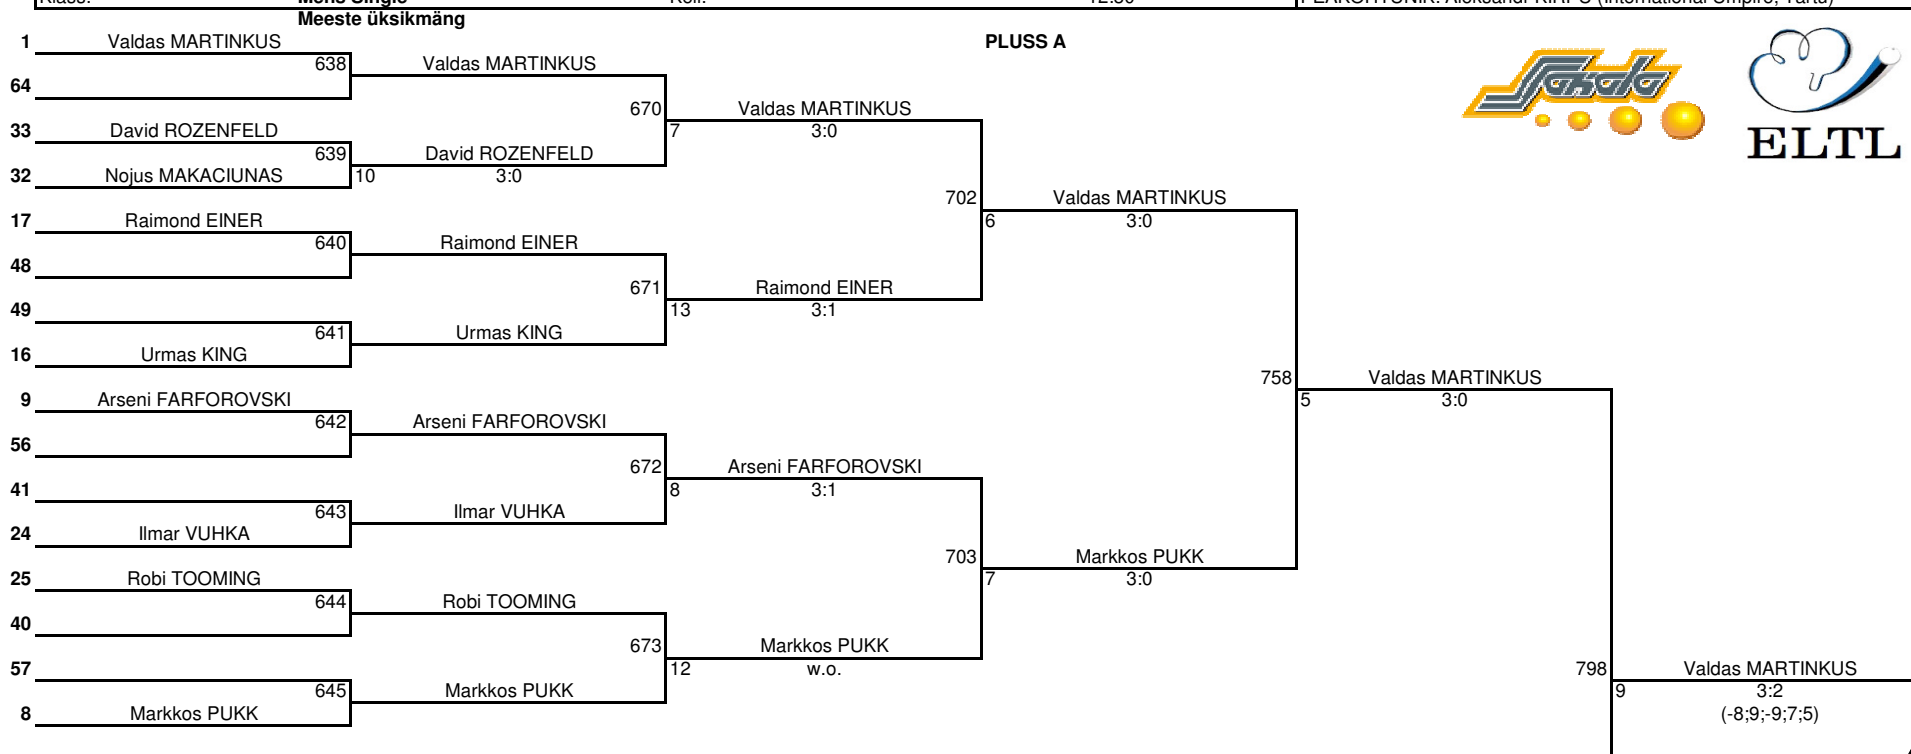 Meeste üksikmäng
PLUSS A
1 Valdas MARTINKUS
638 Valdas MARTINKUS
64
670 Valdas MARTINKUS
7 3:0
33 David ROZENFELD
639 David ROZENFELD
32 Nojus MAKACIUNAS 10 3:0
702 Valdas MARTINKUS
6 3:0
17 Raimond EINER
640 Raimond EINER
48
671 Raimond EINER
13 3:1
49
641 Urmas KING
16 Urmas KING
758 Valdas MARTINKUS
5 3:0
9 Arseni FARFOROVSKI
642 Arseni FARFOROVSKI
56
672 Arseni FARFOROVSKI
8 3:1
41
643 Ilmar VUHKA
24 Ilmar VUHKA
703 Markkos PUKK
7 3:0
25 Robi TOOMING
644 Robi TOOMING
40
673 Markkos PUKK
12 w.o.
57
645 Markkos PUKK
8 Markkos PUKK
798 Valdas MARTINKUS
9 3:2
(-8;9;-9;7;5)
ELTL